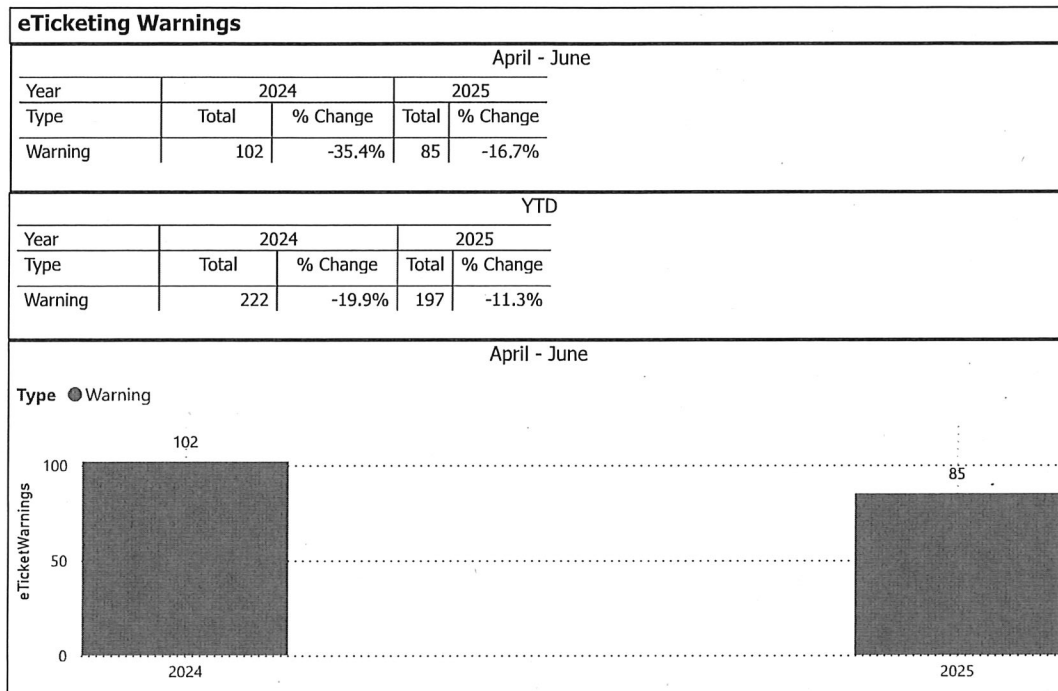 eTicketing Warnings
April - June
Year 2024 2025
Type Total % Change Total % Change
Warning 102 -35.4% 85 -16.7%
YTD
Year 2024 2025
Type Total % Change Total % Change
Warning 222 -19.9% 197 -11.3%
April - June
Type Warning
102
100
85
eTicketWarnings
50
0
2024 2025